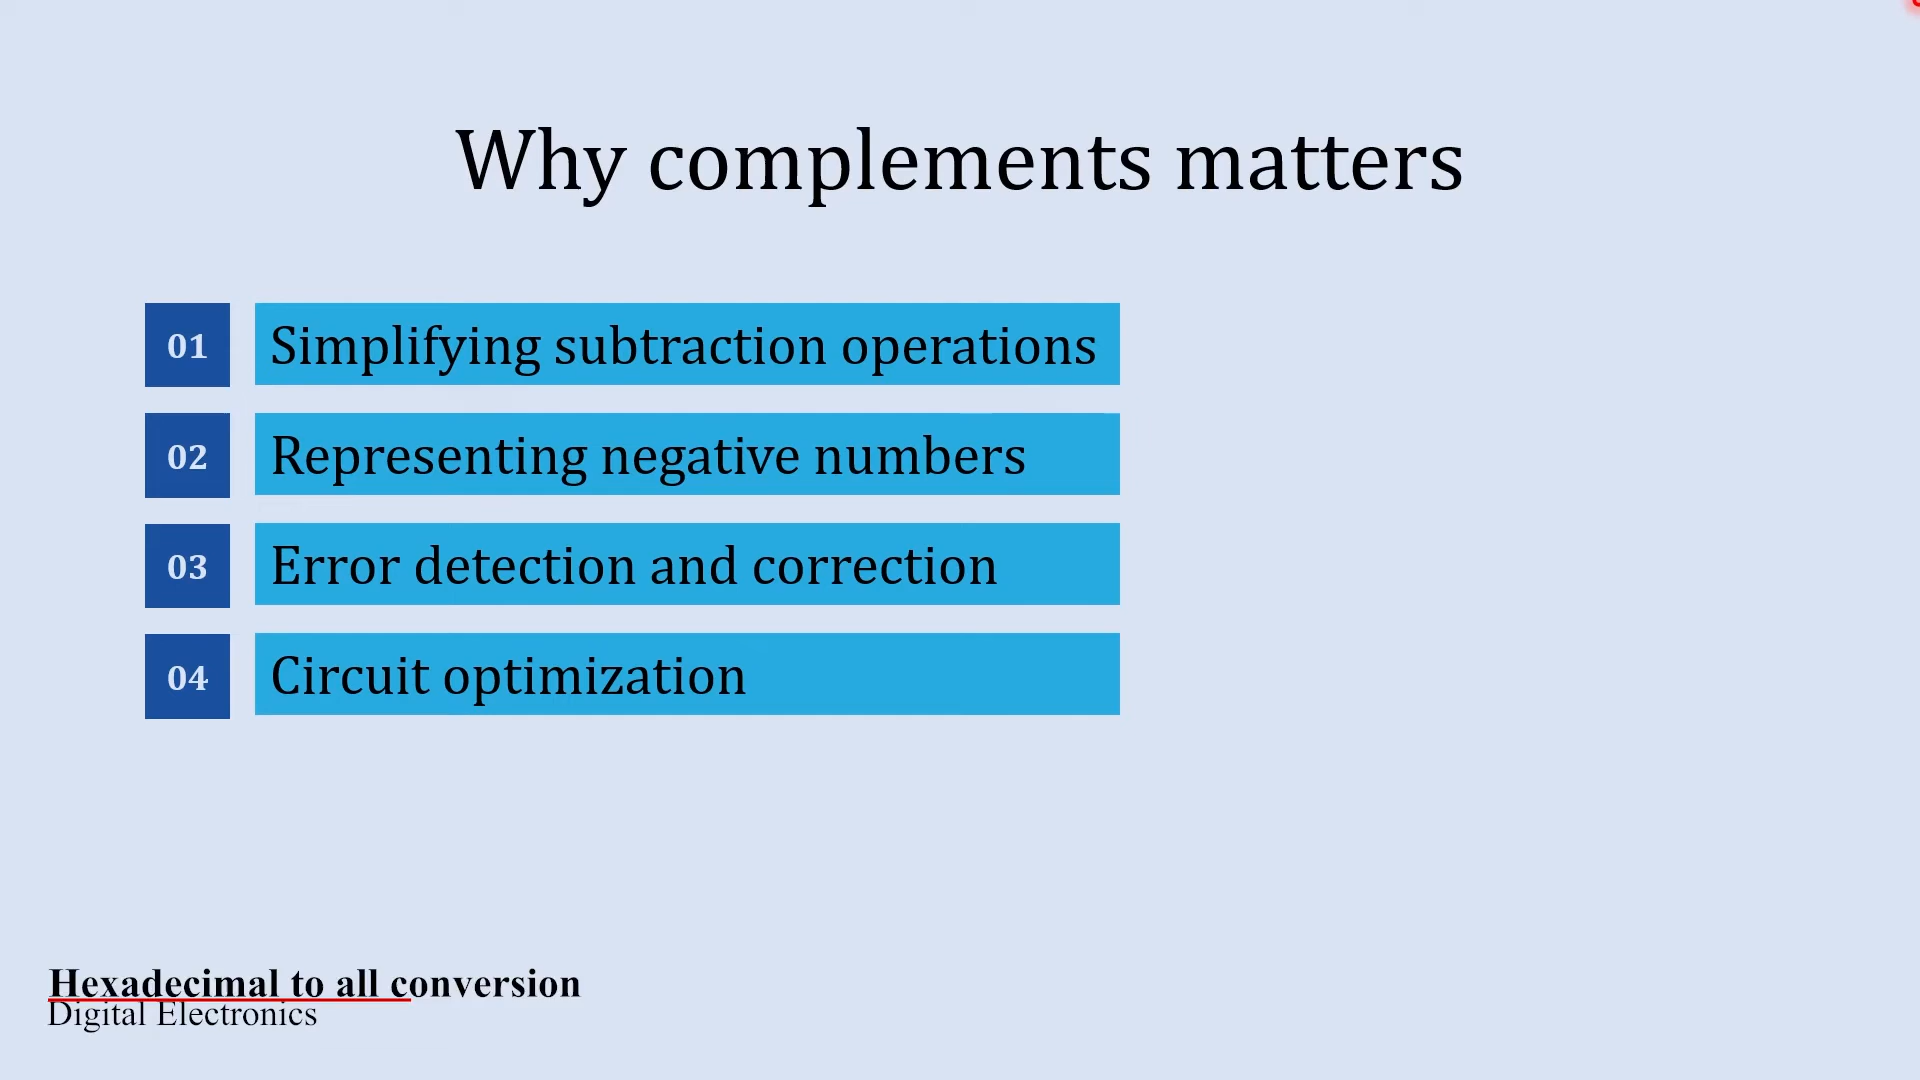 Why complements matters
01 Simplifying subtraction operations
02 Representing negative numbers
03 Error detection and correction
04 Circuit optimization
Hexadecimal to all conversion
Digital Electronics